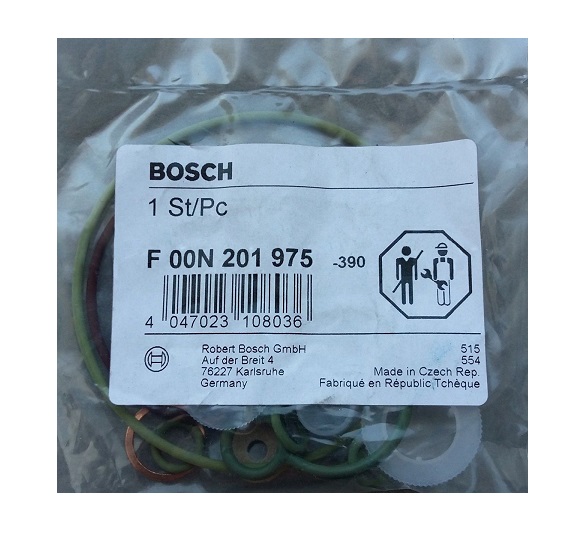 BOSCH
1 St/Pc
F 00N 201 975 -390
4 047023 108036
Robert Bosch GmbH 515
Auf der Breit 4 554
76227 Karlsruhe Made in Czech Rep.
Germany Fabriqué en Républic Tchèque